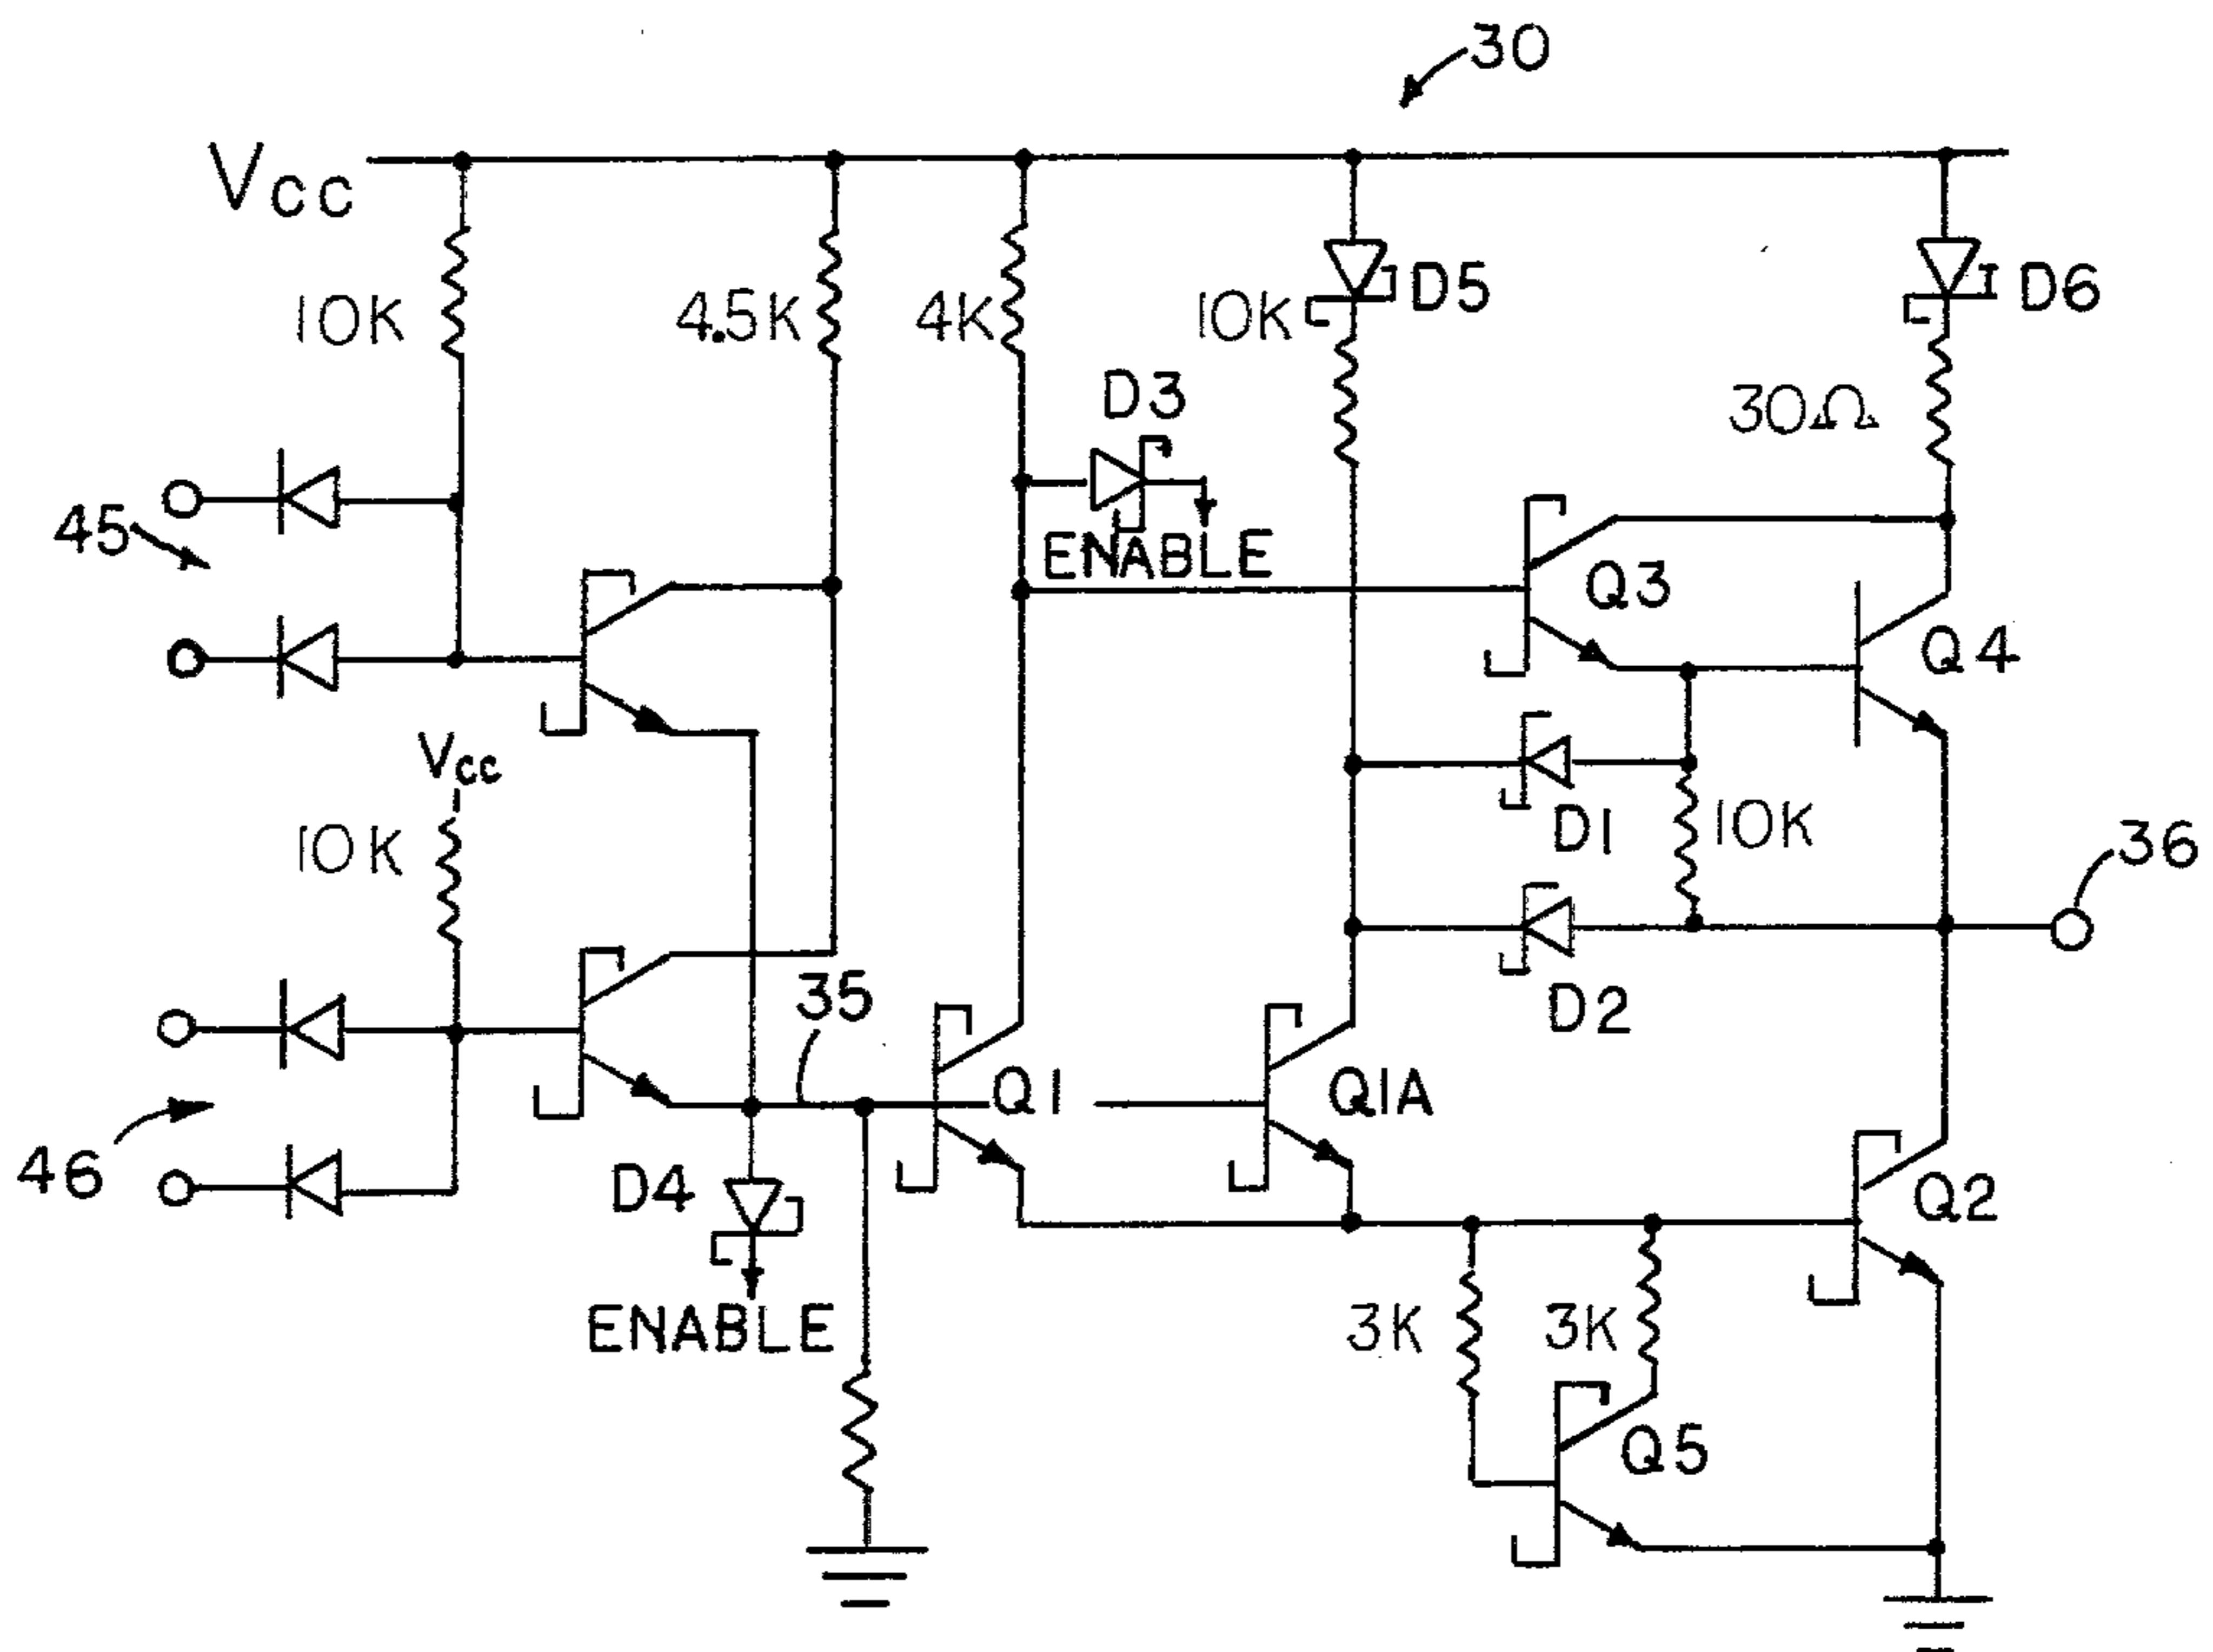 30
Vcc
10K
4.5K
4K
10K
D5
D6
30Ω
D3
ENABLE
45
Q3
Q4
Vcc
10K
D1
10K
36
D2
35
46
Q1
Q1A
D4
Q2
ENABLE
3K
3K
Q5